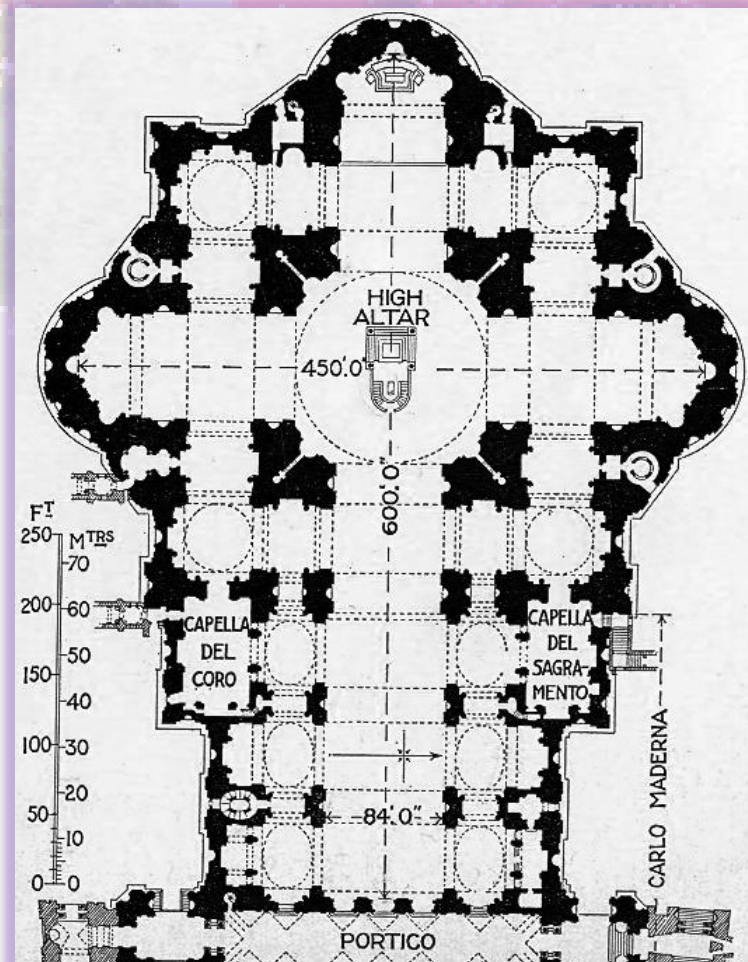 HIGH
ALTAR
450'.0"
600'.0"
FT
MTRS
250
70
200
60
50
150
40
100
30
20
50
10
0
0
CAPELLA
DEL
CORO
CAPELLA
DEL
SAGRA-
MENTO
84'.0"
CARLO MADERNA
PORTICO